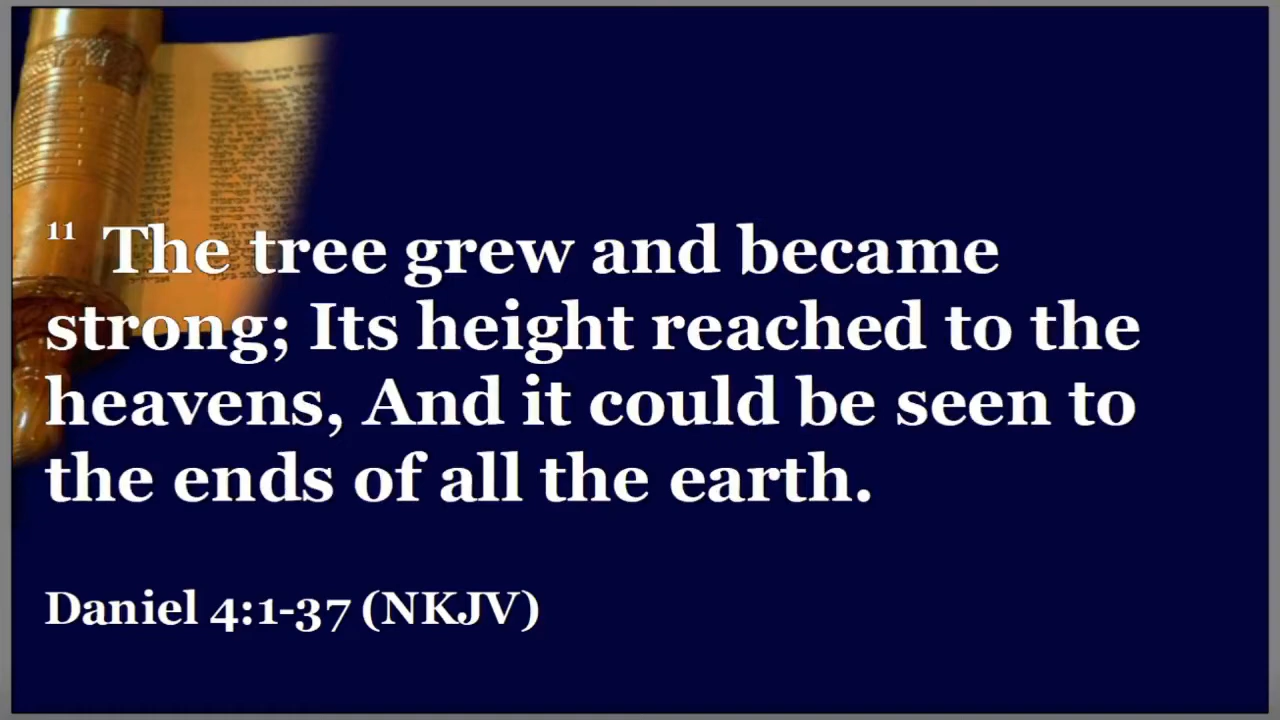 11 The tree grew and became
strong; Its height reached to the
heavens, And it could be seen to
the ends of all the earth.
Daniel 4:1-37 (NKJV)